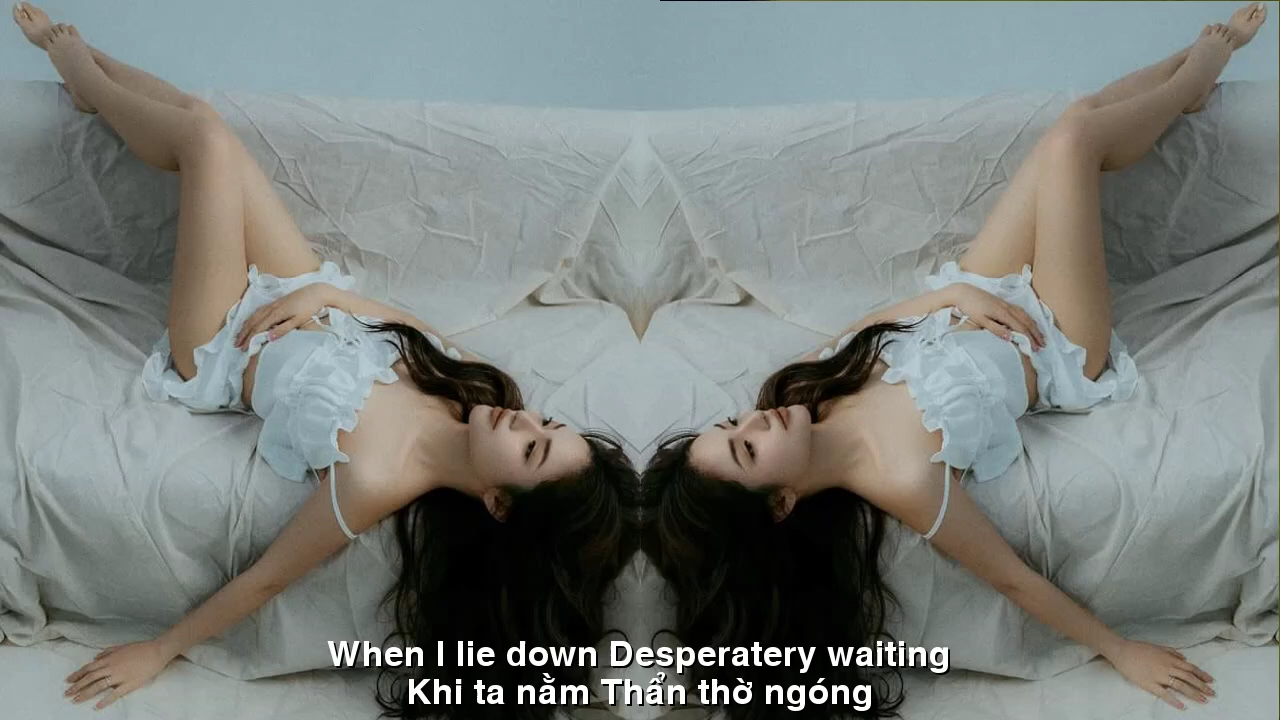 When I lie down Desperatery waiting
Khi ta nằm Thẩn thờ ngóng